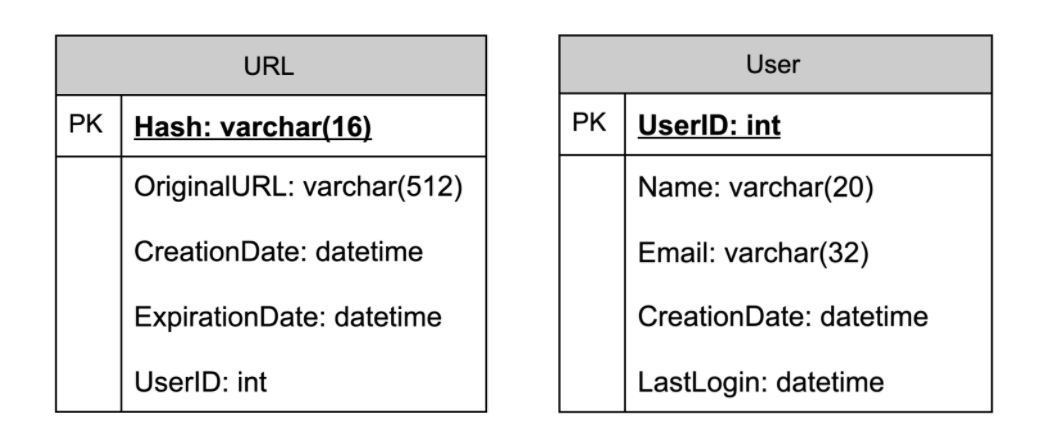 URL
PK Hash: varchar(16)
OriginalURL: varchar(512)
CreationDate: datetime
ExpirationDate: datetime
UserID: int
User
PK UserID: int
Name: varchar(20)
Email: varchar(32)
CreationDate: datetime
LastLogin: datetime